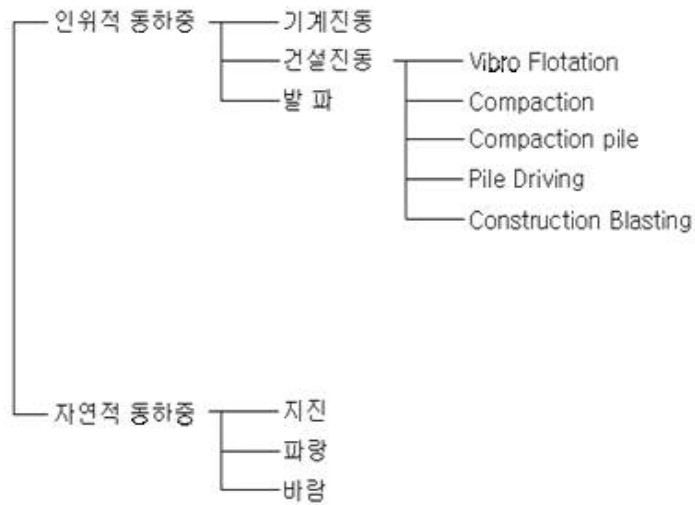 인위적 동하중
기계진동
건설진동
Vibro Flotation
Compaction
Compaction pile
Pile Driving
Construction Blasting
발 파
자연적 동하중
지진
파랑
바람